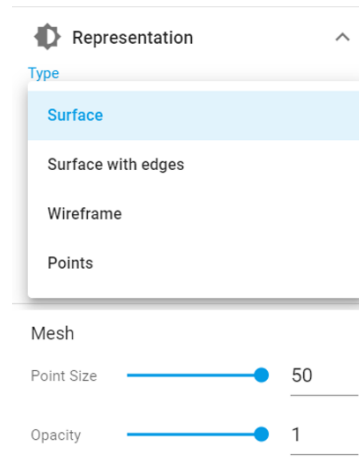 Representation
Type
Surface
Surface with edges
Wireframe
Points
Mesh
Point Size 50
Opacity 1